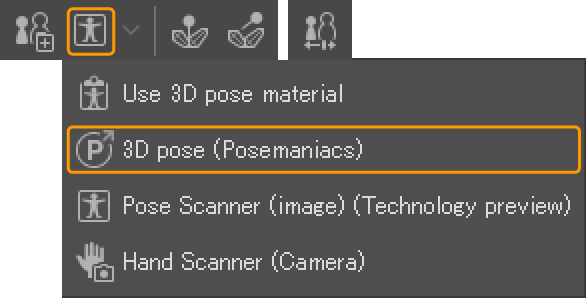 Use 3D pose material
P
3D pose (Posemaniacs)
Pose Scanner (image) (Technology preview)
Hand Scanner (Camera)